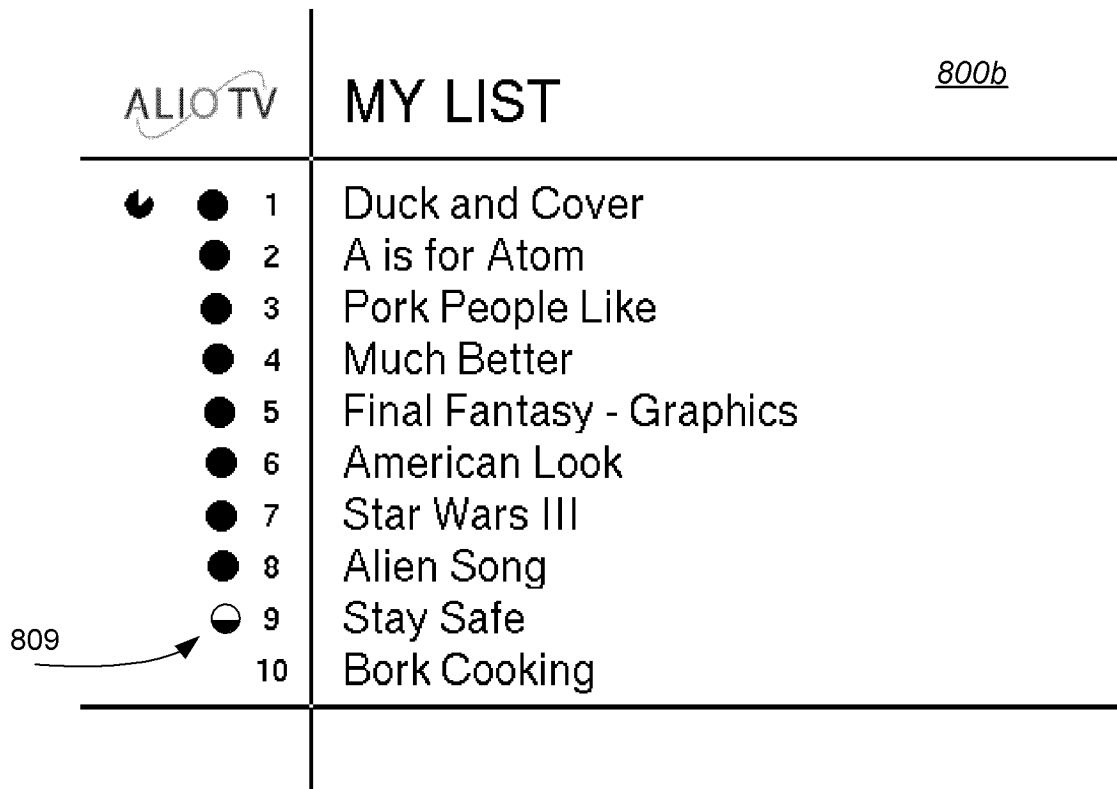 800b
ALIO TV MY LIST
1 Duck and Cover
2 A is for Atom
3 Pork People Like
4 Much Better
5 Final Fantasy - Graphics
6 American Look
7 Star Wars III
8 Alien Song
9 Stay Safe
809
10 Bork Cooking